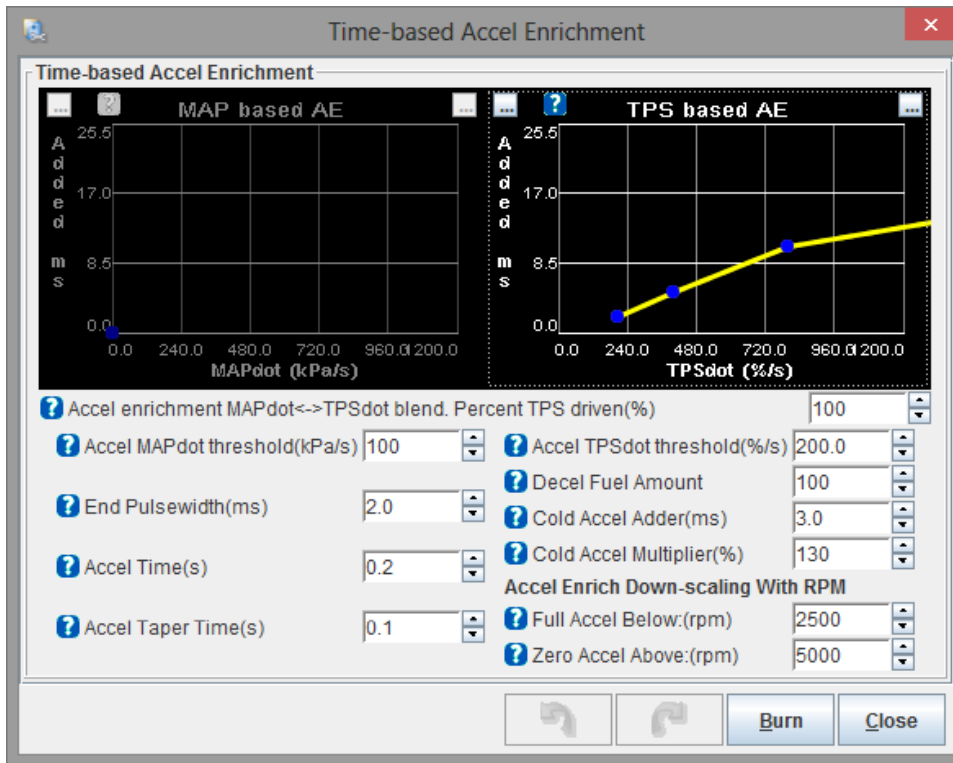 Time-based Accel Enrichment
Time-based Accel Enrichment
... ? MAP based AE ...
Added ms
25.5
17.0
8.5
0.0
0.0 240.0 480.0 720.0 960.0 1200.0
MAPdot (kPa/s)
... ? TPS based AE ...
Added ms
25.5
17.0
8.5
0.0
0.0 240.0 480.0 720.0 960.0 1200.0
TPSdot (%/s)
? Accel enrichment MAPdot<->TPSdot blend. Percent TPS driven(%) 100
? Accel MAPdot threshold(kPa/s) 100
? End Pulsewidth(ms) 2.0
? Accel Time(s) 0.2
? Accel Taper Time(s) 0.1
? Accel TPSdot threshold(%/s) 200.0
? Decel Fuel Amount 100
? Cold Accel Adder(ms) 3.0
? Cold Accel Multiplier(%) 130
Accel Enrich Down-scaling With RPM
? Full Accel Below:(rpm) 2500
? Zero Accel Above:(rpm) 5000
Burn Close